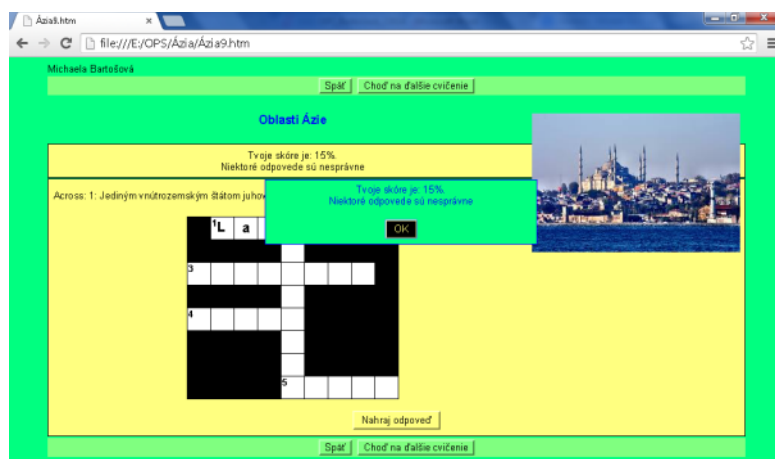 Ázia8.htm
file:///E:/OPS/Ázia/Ázia9.htm
Michaela Bartošová
Späť Choď na ďalšie cvičenie
Oblasti Ázie
Tvoje skóre je: 15%.
Niektoré odpovede sú nesprávne
Tvoje skóre je: 15%.
Niektoré odpovede sú nesprávne
Across: 1: Jediným vnútrozemským štátom
OK
1L a
3
4
5
Nahraj odpoveď
Späť Choď na ďalšie cvičenie